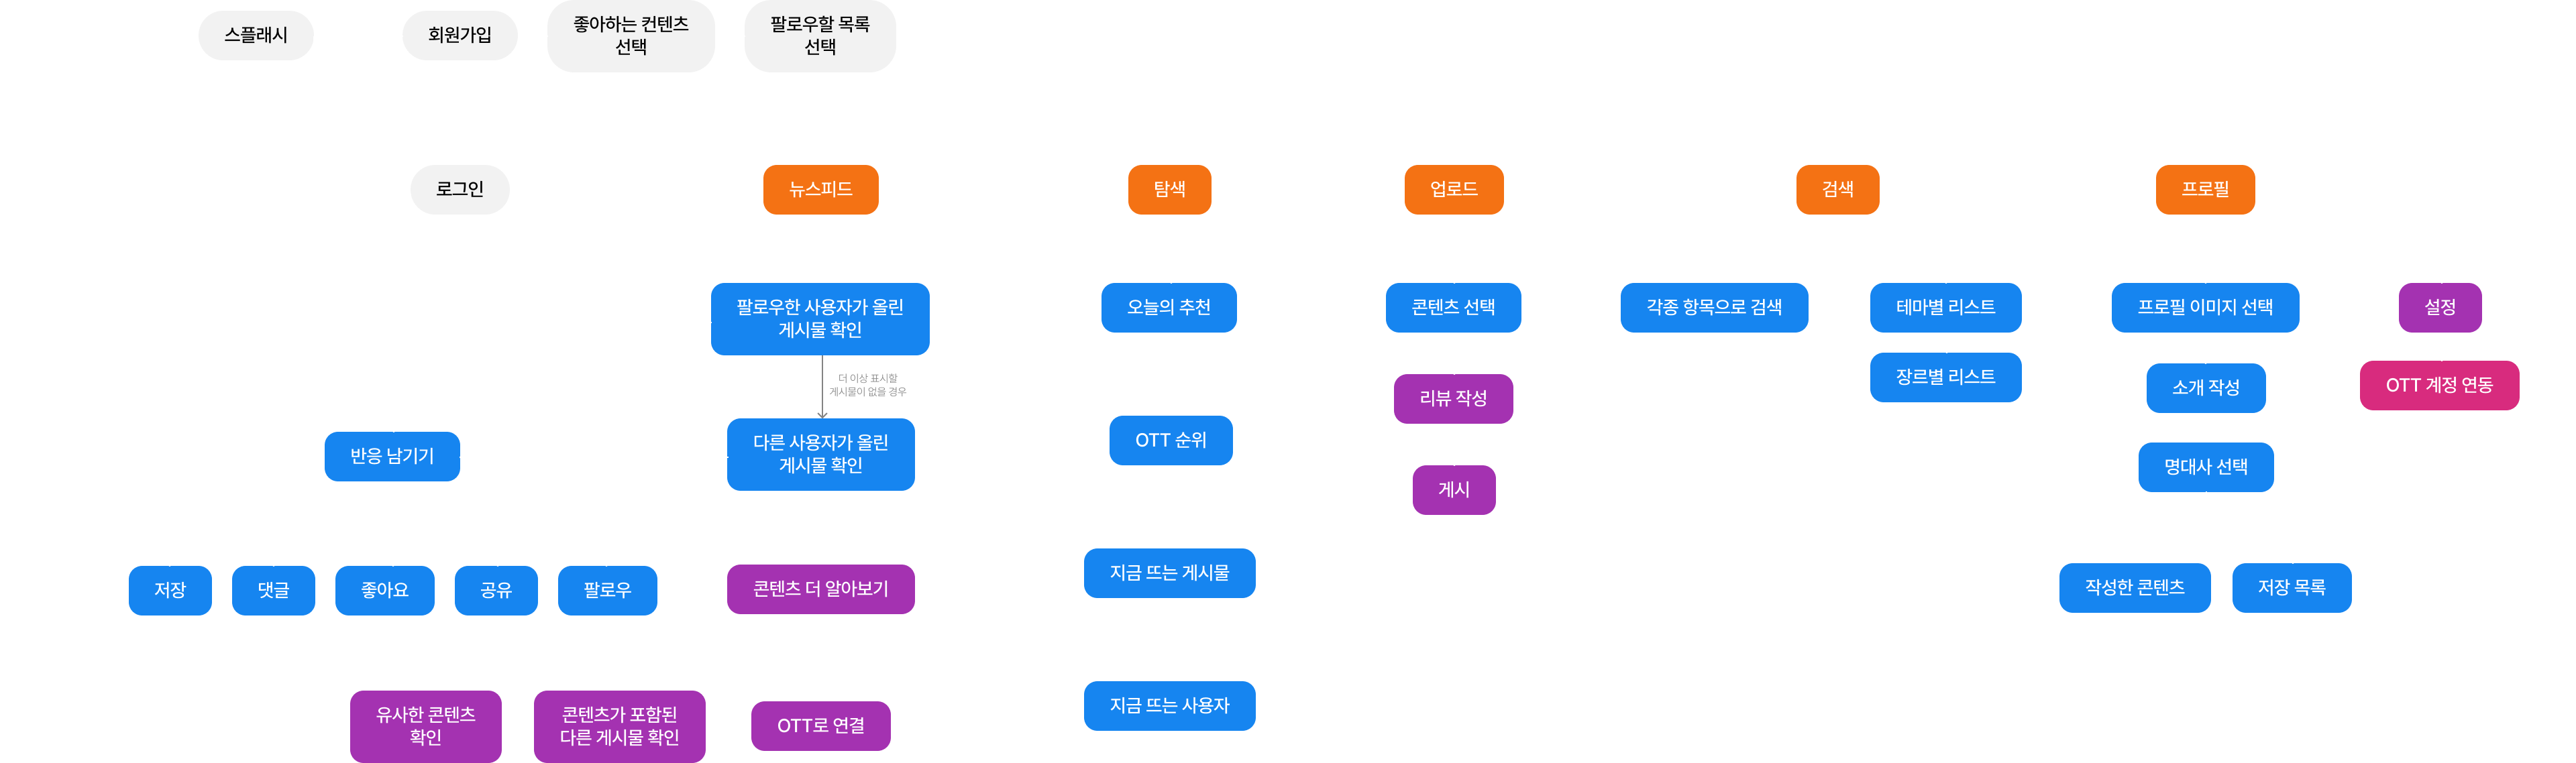 스플래시
회원가입
좋아하는 컨텐츠
선택
팔로우할 목록
선택
로그인
뉴스피드
탐색
업로드
검색
프로필
팔로우한 사용자가 올린
게시물 확인
오늘의 추천
콘텐츠 선택
각종 항목으로 검색
테마별 리스트
프로필 이미지 선택
설정
더 이상 표시할
게시물이 없을 경우
리뷰 작성
장르별 리스트
소개 작성
OTT 계정 연동
반응 남기기
다른 사용자가 올린
게시물 확인
OTT 순위
게시
명대사 선택
저장
댓글
좋아요
공유
팔로우
콘텐츠 더 알아보기
지금 뜨는 게시물
작성한 콘텐츠
저장 목록
유사한 콘텐츠
확인
콘텐츠가 포함된
다른 게시물 확인
OTT로 연결
지금 뜨는 사용자